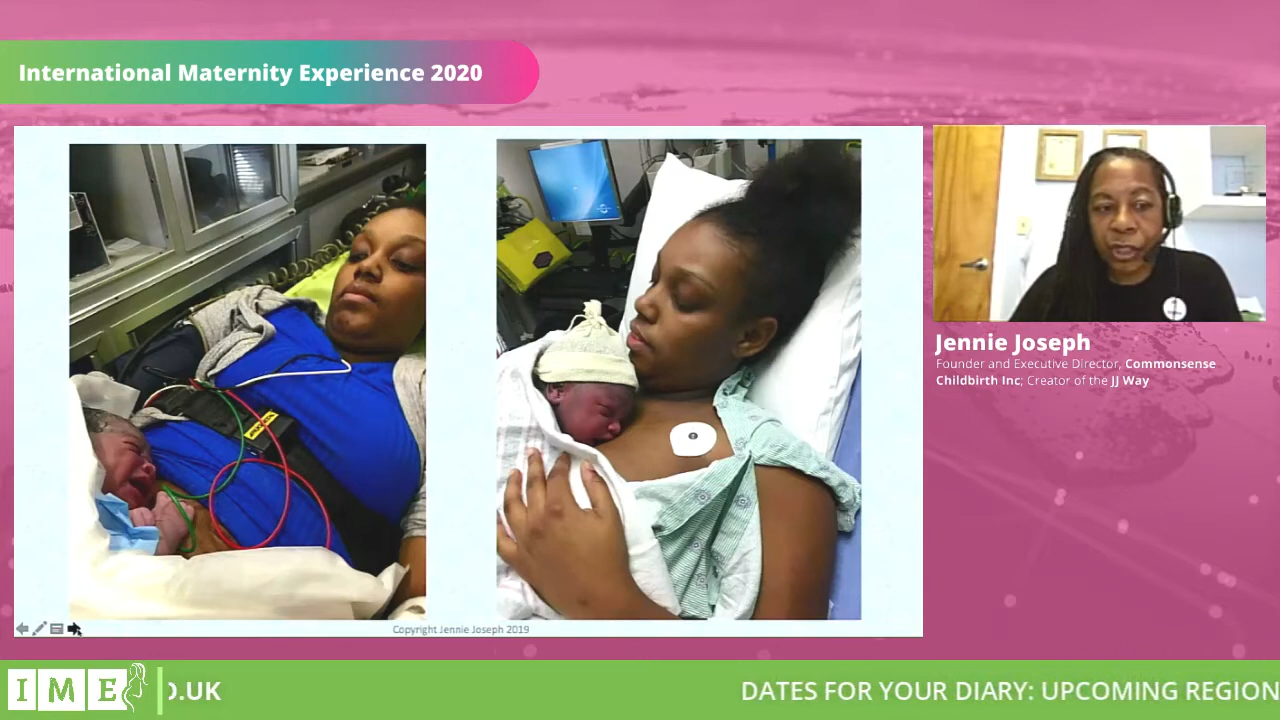 International Maternity Experience 2020
Jennie Joseph
Founder and Executive Director, Commonsense
Childbirth Inc; Creator of the JJ Way
Copyright Jennie Joseph 2019
IME
.UK
DATES FOR YOUR DIARY: UPCOMING REGION